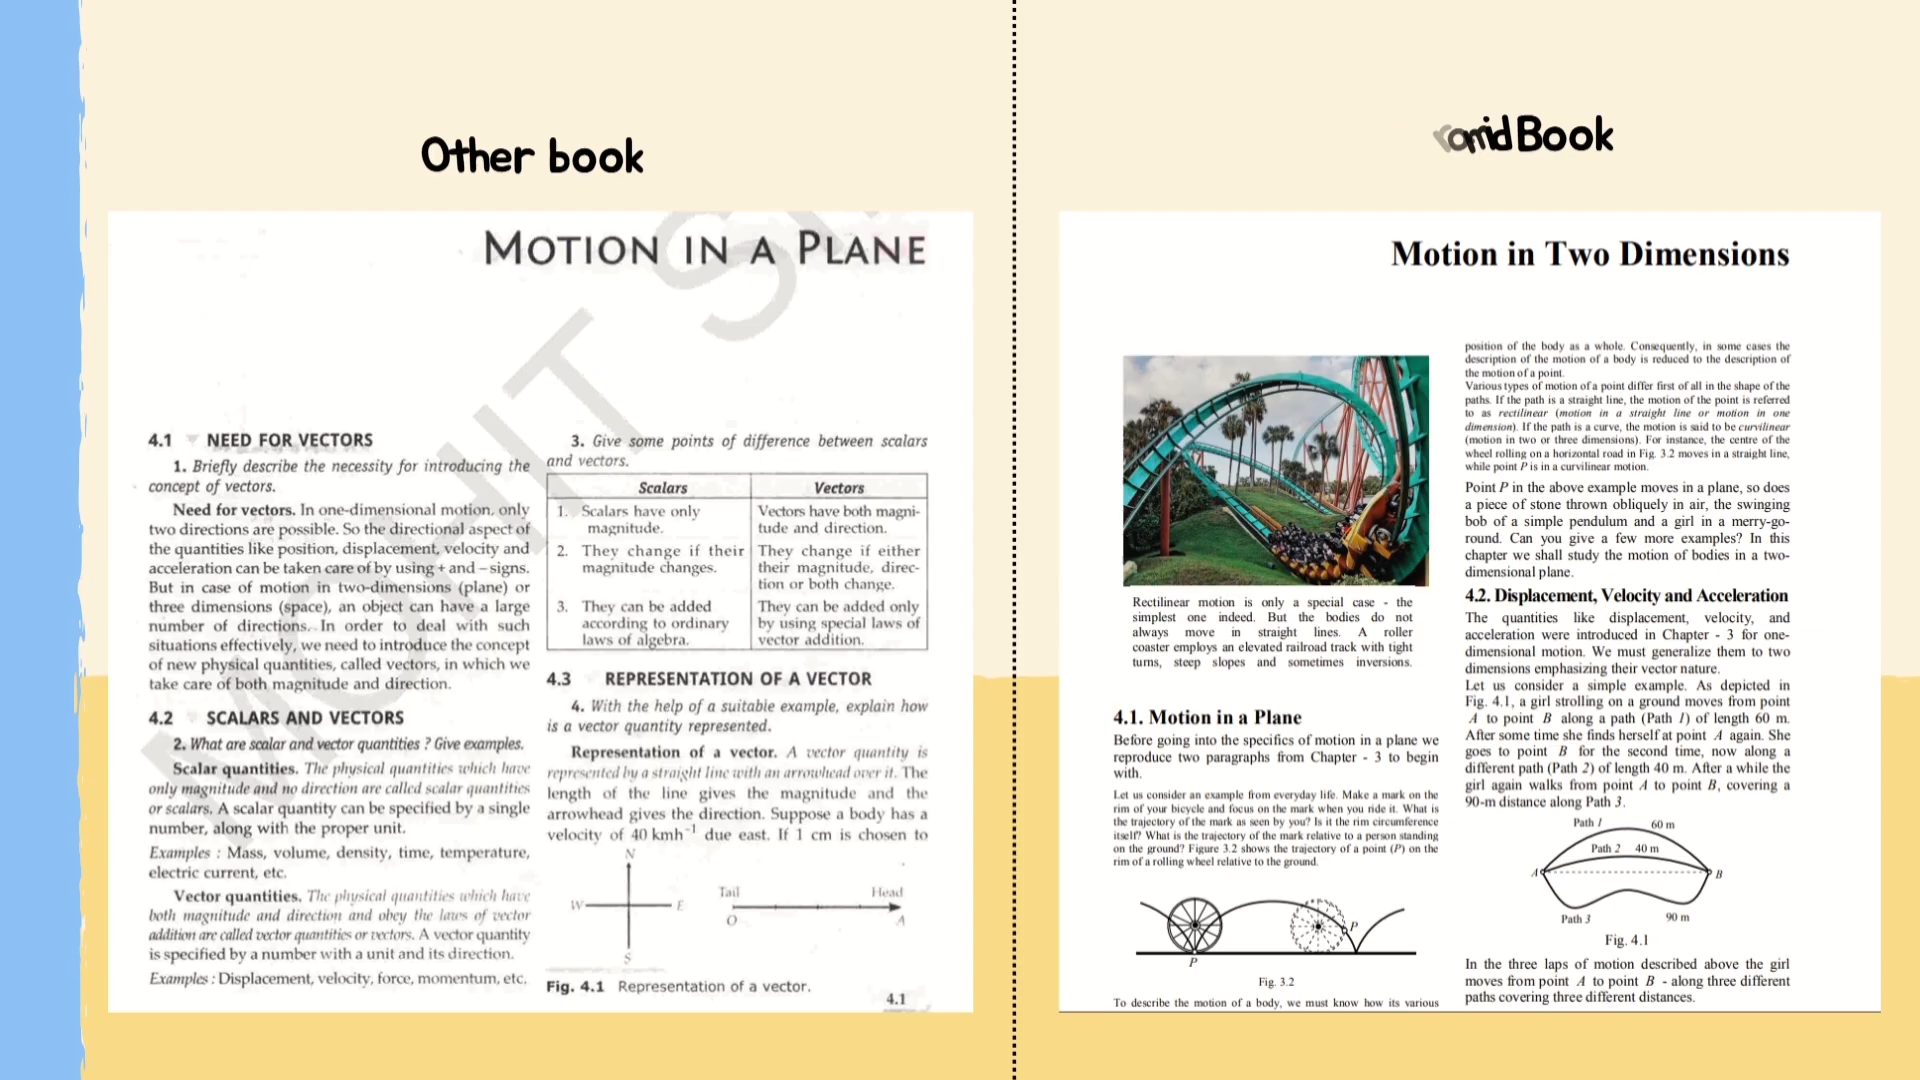 Other book
MOTION IN A PLANE
4.1 NEED FOR VECTORS
1. Briefly describe the necessity for introducing the
concept of vectors.
Need for vectors. In one-dimensional motion, only
two directions are possible. So the directional aspect of
the quantities like position, displacement, velocity and
acceleration can be taken care of by using + and – signs.
But in case of motion in two-dimensions (plane) or
three dimensions (space), an object can have a large
number of directions. In order to deal with such
situations effectively, we need to introduce the concept
of new physical quantities, called vectors, in which we
take care of both magnitude and direction.
4.2 SCALARS AND VECTORS
2. What are scalar and vector quantities ? Give examples.
Scalar quantities. The physical quantities which have
only magnitude and no direction are called scalar quantities
or scalars. A scalar quantity can be specified by a single
number, along with the proper unit.
Examples : Mass, volume, density, time, temperature,
electric current, etc.
Vector quantities. The physical quantities which have
both magnitude and direction and obey the laws of vector
addition are called vector quantities or vectors. A vector quantity
is specified by a number with a unit and its direction.
Examples : Displacement, velocity, force, momentum, etc.
3. Give some points of difference between scalars
and vectors.
Scalars Vectors
1. Scalars have only Vectors have both magni-
magnitude. tude and direction.
2. They change if their They change if either
magnitude changes. their magnitude, direc-
tion or both change.
3. They can be added They can be added only
according to ordinary by using special laws of
laws of algebra. vector addition.
4.3 REPRESENTATION OF A VECTOR
4. With the help of a suitable example, explain how
is a vector quantity represented.
Representation of a vector. A vector quantity is
represented by a straight line with an arrowhead over it. The
length of the line gives the magnitude and the
arrowhead gives the direction. Suppose a body has a
velocity of 40 kmh⁻¹ due east. If 1 cm is chosen to
N
W E
S
Tail Head
O A
Fig. 4.1 Representation of a vector.
4.1
MOHIT
Book
Motion in Two Dimensions
Rectilinear motion is only a special case - the
simplest one indeed. But the bodies do not
always move in straight lines. A roller
coaster employs an elevated railroad track with tight
turns, steep slopes and sometimes inversions.
4.1. Motion in a Plane
Before going into the specifics of motion in a plane we
reproduce two paragraphs from Chapter - 3 to begin
with.
Let us consider an example from everyday life. Make a mark on the
rim of your bicycle and focus on the mark when you ride it. What is
the trajectory of the mark as seen by you? Is it the rim circumference
itself? What is the trajectory of the mark relative to a person standing
on the ground? Figure 3.2 shows the trajectory of a point (P) on the
rim of a rolling wheel relative to the ground.
P
P
Fig. 3.2
To describe the motion of a body, we must know how its various
position of the body as a whole. Consequently, in some cases the
description of the motion of a body is reduced to the description of
the motion of a point.
Various types of motion of a point differ first of all in the shape of the
paths. If the path is a straight line, the motion of the point is referred
to as rectilinear (motion in a straight line or motion in one
dimension). If the path is a curve, the motion is said to be curvilinear
(motion in two or three dimensions). For instance, the centre of the
wheel rolling on a horizontal road in Fig. 3.2 moves in a straight line,
while point P is in a curvilinear motion.
Point P in the above example moves in a plane, so does
a piece of stone thrown obliquely in air, the swinging
bob of a simple pendulum and a girl in a merry-go-
round. Can you give a few more examples? In this
chapter we shall study the motion of bodies in a two-
dimensional plane.
4.2. Displacement, Velocity and Acceleration
The quantities like displacement, velocity, and
acceleration were introduced in Chapter - 3 for one-
dimensional motion. We must generalize them to two
dimensions emphasizing their vector nature.
Let us consider a simple example. As depicted in
Fig. 4.1, a girl strolling on a ground moves from point
A to point B along a path (Path 1) of length 60 m.
After some time she finds herself at point A again. She
goes to point B for the second time, now along a
different path (Path 2) of length 40 m. After a while the
girl again walks from point A to point B, covering a
90-m distance along Path 3.
Path 1 60 m
Path 2 40 m
A B
Path 3 90 m
Fig. 4.1
In the three laps of motion described above the girl
moves from point A to point B - along three different
paths covering three different distances.